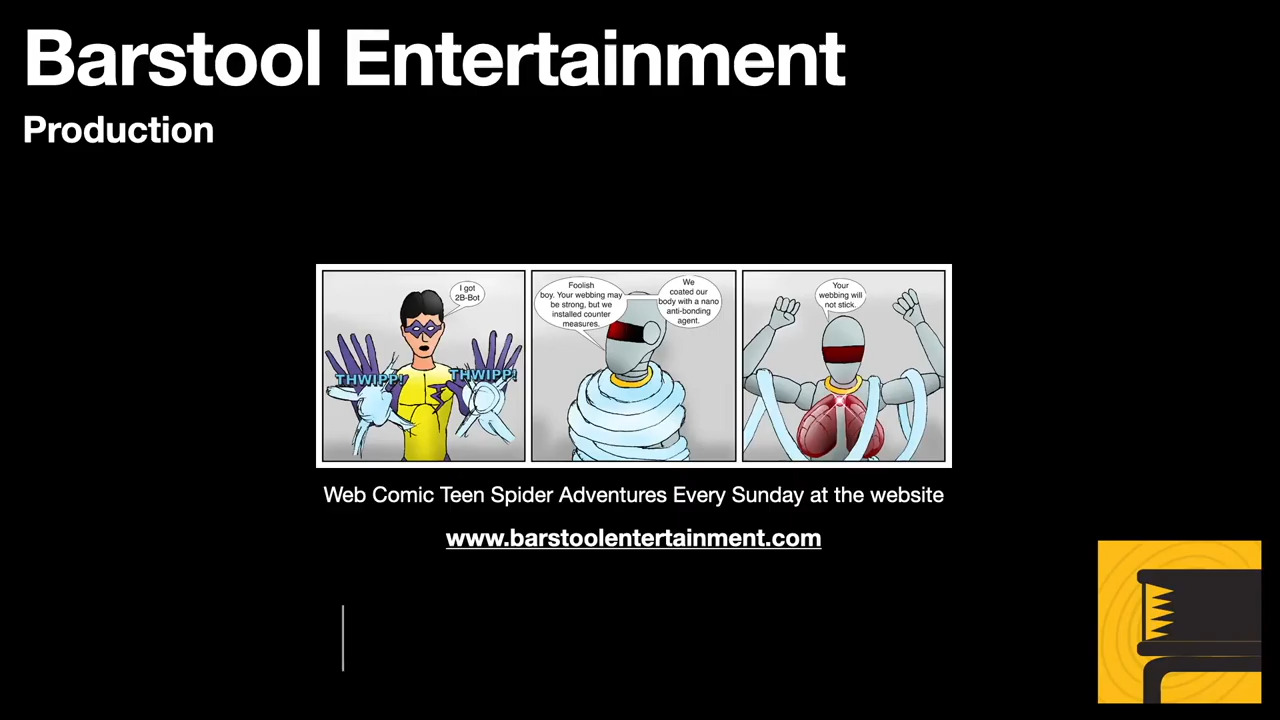 Barstool Entertainment
Production
I got
2B-Bot
THWIPP!
THWIPP!
Foolish
boy. Your webbing may
be strong, but we
installed counter
measures.
We
coated our
body with a nano
anti-bonding
agent.
Your
webbing will
not stick.
Web Comic Teen Spider Adventures Every Sunday at the website
www.barstoolentertainment.com